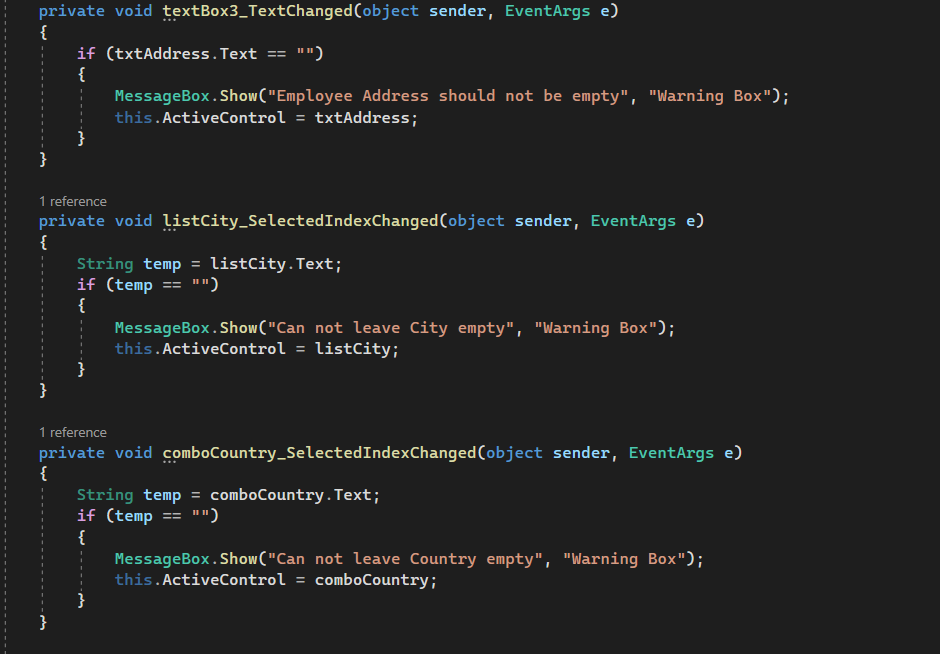 private void textBox3_TextChanged(object sender, EventArgs e)
{
    if (txtAddress.Text == "")
    {
        MessageBox.Show("Employee Address should not be empty", "Warning Box");
        this.ActiveControl = txtAddress;
    }
}
1 reference
private void listCity_SelectedIndexChanged(object sender, EventArgs e)
{
    String temp = listCity.Text;
    if (temp == "")
    {
        MessageBox.Show("Can not leave City empty", "Warning Box");
        this.ActiveControl = listCity;
    }
}
1 reference
private void comboCountry_SelectedIndexChanged(object sender, EventArgs e)
{
    String temp = comboCountry.Text;
    if (temp == "")
    {
        MessageBox.Show("Can not leave Country empty", "Warning Box");
        this.ActiveControl = comboCountry;
    }
}